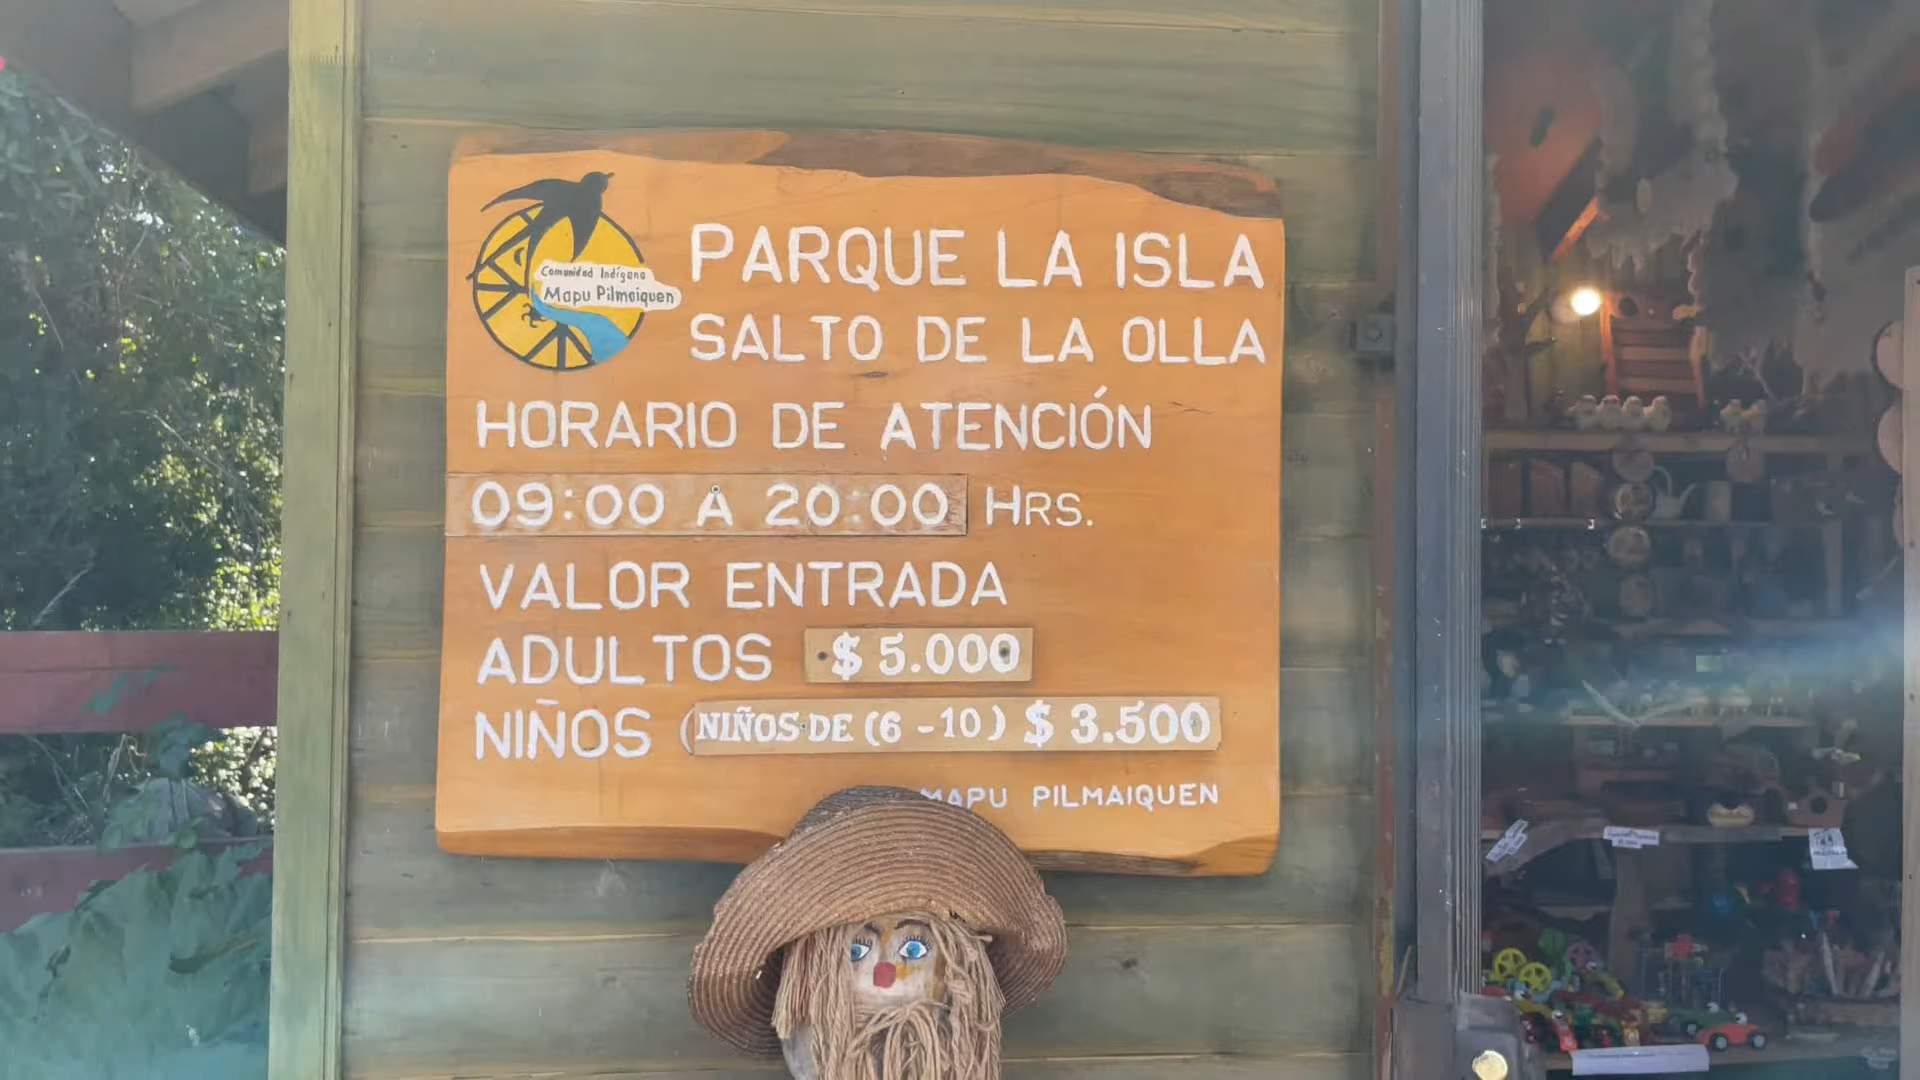 Comunidad Indígena
Mapu Pilmaiquen
PARQUE LA ISLA
SALTO DE LA OLLA
HORARIO DE ATENCIÓN
09:00 A 20:00 HRS.
VALOR ENTRADA
ADULTOS $ 5.000
NIÑOS (NIÑOS DE (6 - 10) $ 3.500
MAPU PILMAIQUEN